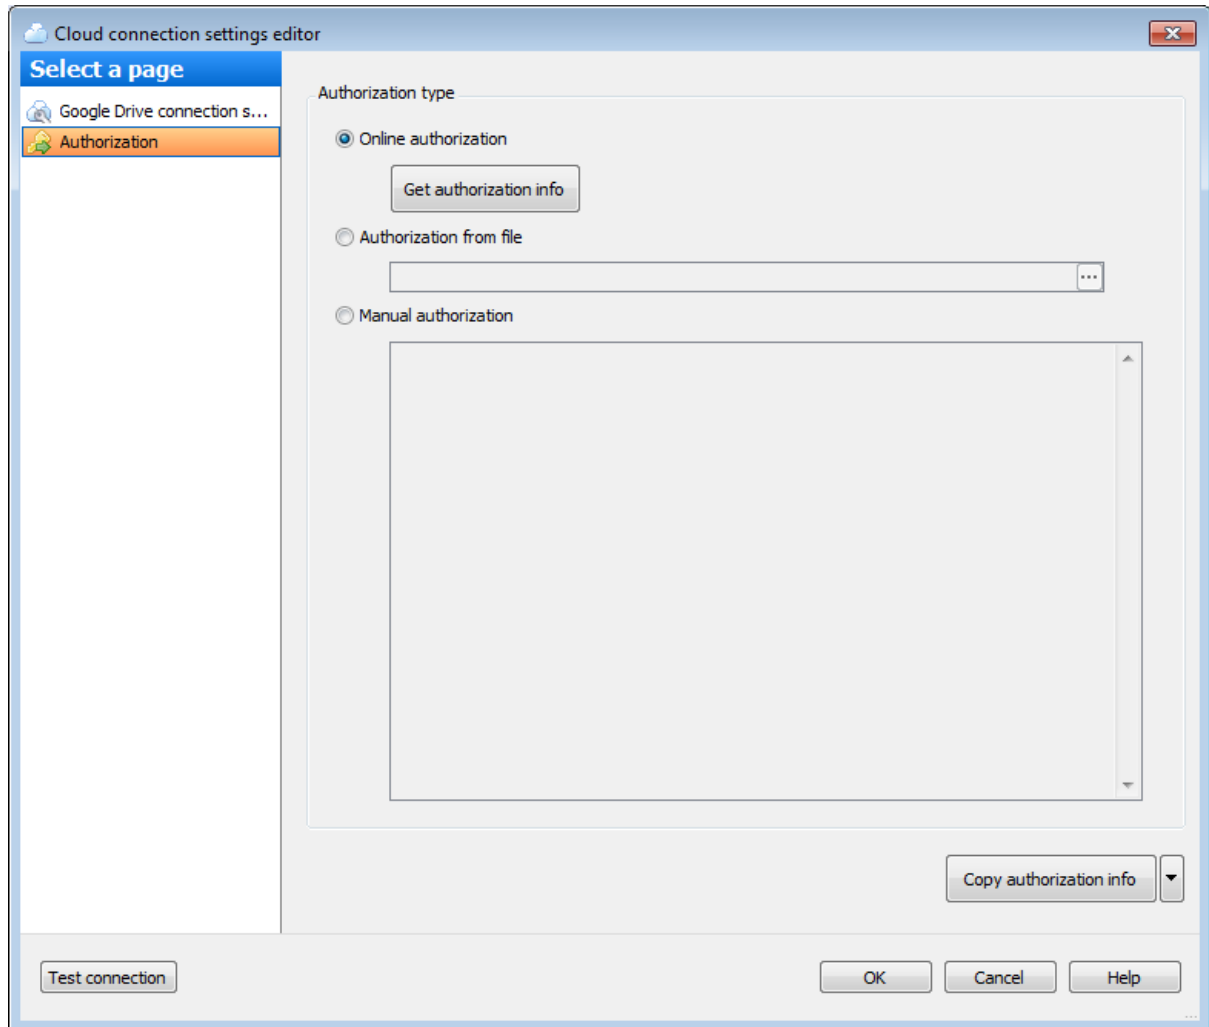 Cloud connection settings editor
Select a page
Google Drive connection s...
Authorization
Authorization type
Online authorization
Get authorization info
Authorization from file
...
Manual authorization
Copy authorization info
Test connection
OK
Cancel
Help